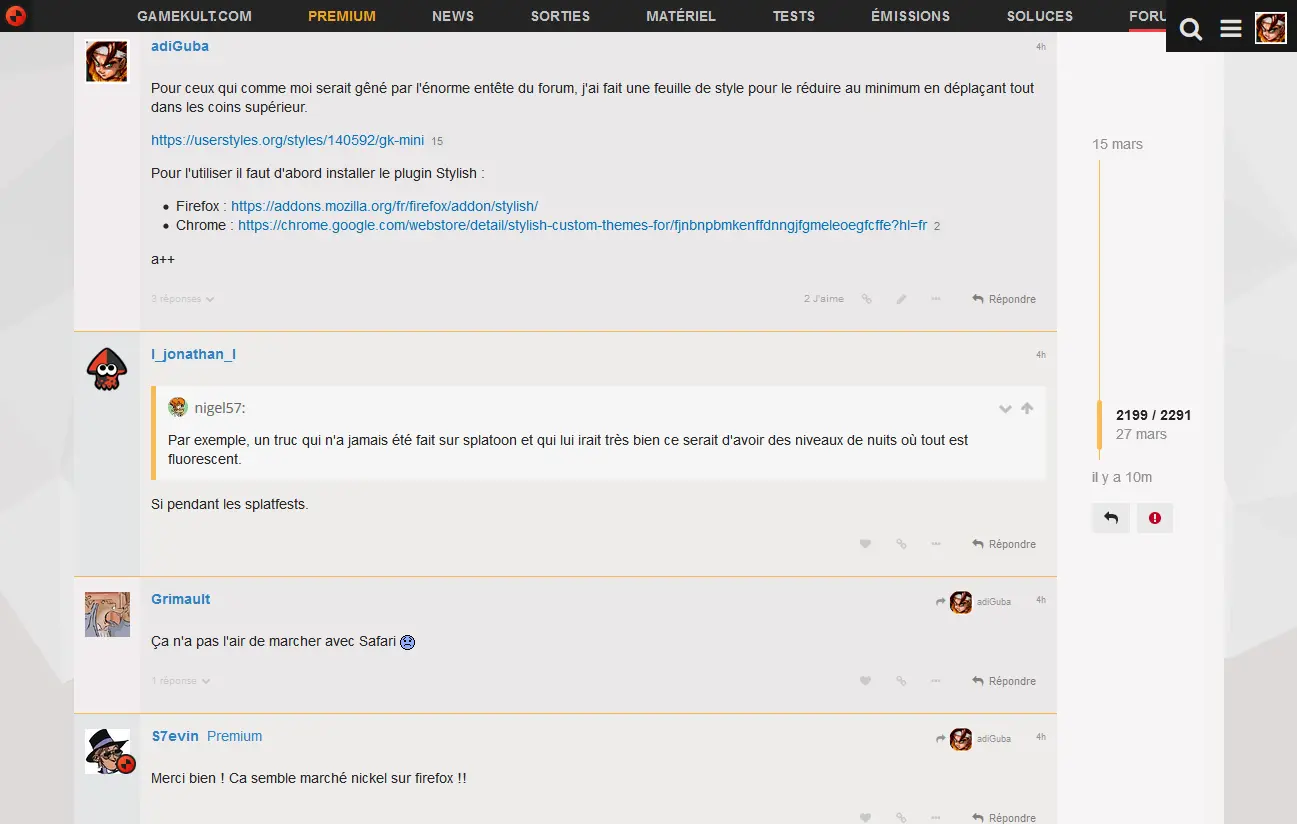 GAMEKULT.COM PREMIUM NEWS SORTIES MATÉRIEL TESTS ÉMISSIONS SOLUCES FORU
adiGuba 4h
Pour ceux qui comme moi serait gêné par l'énorme entête du forum, j'ai fait une feuille de style pour le réduire au minimum en déplaçant tout
dans les coins supérieur.
https://userstyles.org/styles/140592/gk-mini 15
Pour l'utiliser il faut d'abord installer le plugin Stylish :
Firefox : https://addons.mozilla.org/fr/firefox/addon/stylish/
Chrome : https://chrome.google.com/webstore/detail/stylish-custom-themes-for/fjnbnpbmkenffdnngjfgmeleoegfcffe?hl=fr 2
a++
3 réponses 2 J'aime Répondre
l_jonathan_l 4h
nigel57:
Par exemple, un truc qui n'a jamais été fait sur splatoon et qui lui irait très bien ce serait d'avoir des niveaux de nuits où tout est
fluorescent.
Si pendant les splatfests.
Répondre
Grimault adiGuba 4h
Ça n'a pas l'air de marcher avec Safari
1 réponse Répondre
S7evin Premium adiGuba 4h
Merci bien ! Ca semble marché nickel sur firefox !!
Répondre
15 mars
2199 / 2291
27 mars
il y a 10m